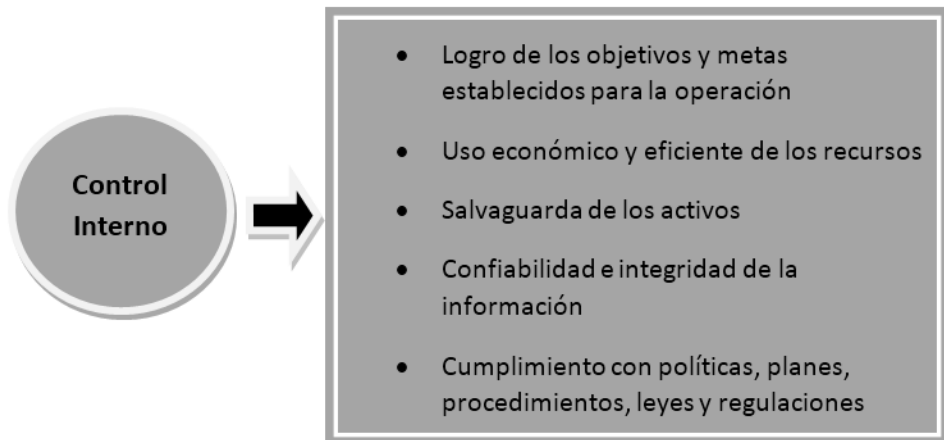 Control
Interno
• Logro de los objetivos y metas
establecidos para la operación
• Uso económico y eficiente de los recursos
• Salvaguarda de los activos
• Confiabilidad e integridad de la
información
• Cumplimiento con políticas, planes,
procedimientos, leyes y regulaciones